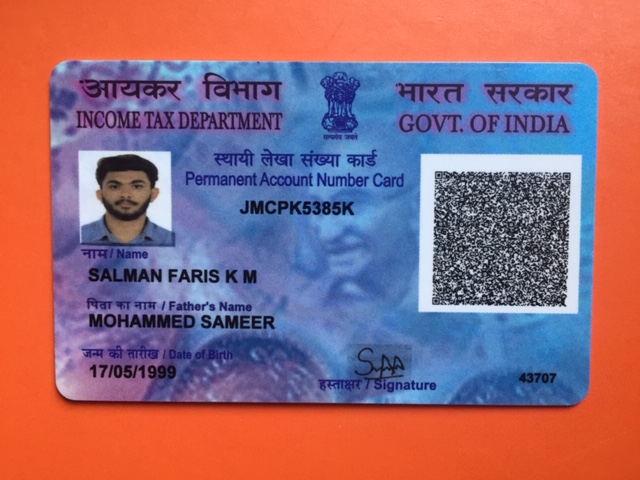 आयकर विभाग
INCOME TAX DEPARTMENT
भारत सरकार
GOVT. OF INDIA
सत्यमेव जयते
स्थायी लेखा संख्या कार्ड
Permanent Account Number Card
JMCPK5385K
नाम / Name
SALMAN FARIS K M
पिता का नाम / Father's Name
MOHAMMED SAMEER
जन्म की तारीख / Date of Birth
17/05/1999
हस्ताक्षर / Signature
43707